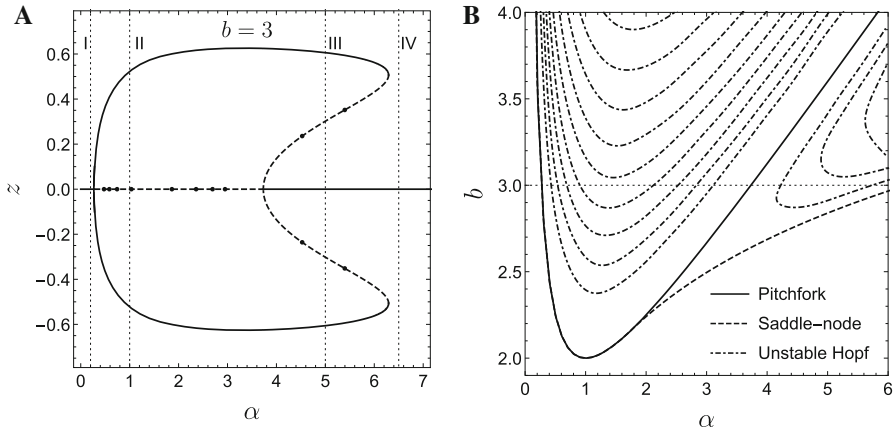 A
b = 3
I
II
III
IV
0.6
0.4
0.2
0.0
−0.2
−0.4
−0.6
z
0 1 2 3 4 5 6 7
α
B
4.0
3.5
3.0
2.5
2.0
b
Pitchfork
Saddle−node
Unstable Hopf
0 1 2 3 4 5 6
α